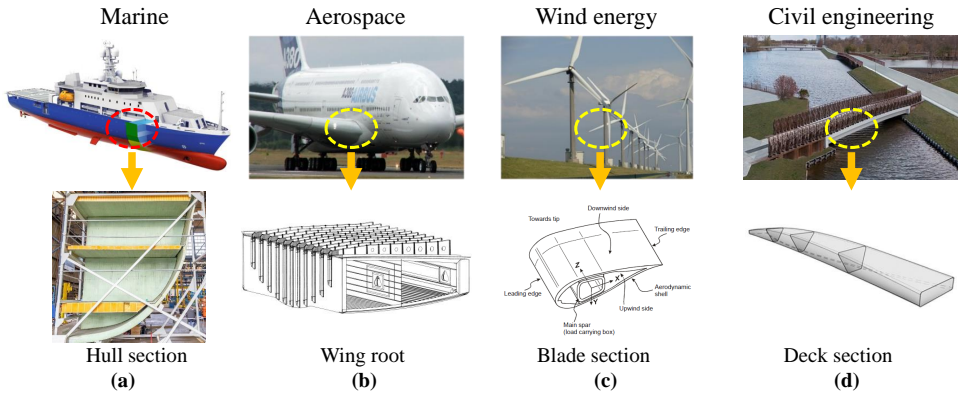 Marine
Aerospace
Wind energy
Civil engineering
A380
AIRBUS
Towards tip
Downwind side
Trailing edge
Z
X
Y
Leading edge
Aerodynamic
shell
Upwind side
Main spar
(load carrying box)
Hull section
Wing root
Blade section
Deck section
(a)
(b)
(c)
(d)